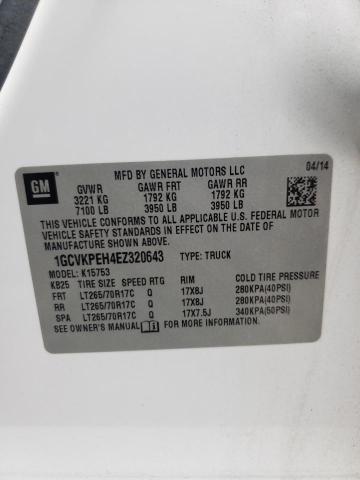 GM
MFD BY GENERAL MOTORS LLC 04/14
GVWR GAWR FRT GAWR RR
3221 KG 1792 KG 1792 KG
7100 LB 3950 LB 3950 LB
THIS VEHICLE CONFORMS TO ALL APPLICABLE U.S. FEDERAL MOTOR
VEHICLE SAFETY STANDARDS IN EFFECT ON THE DATE OF
MANUFACTURE SHOWN ABOVE.
1GCVKPEH4EZ320643 TYPE: TRUCK
MODEL: K15753
KB25 TIRE SIZE SPEED RTG RIM COLD TIRE PRESSURE
FRT LT265/70R17C Q 17X8J 280KPA(40PSI)
RR LT265/70R17C Q 17X8J 280KPA(40PSI)
SPA LT265/70R17C Q 17X7.5J 340KPA(50PSI)
SEE OWNER'S MANUAL FOR ADDITIONAL INFORMATION.